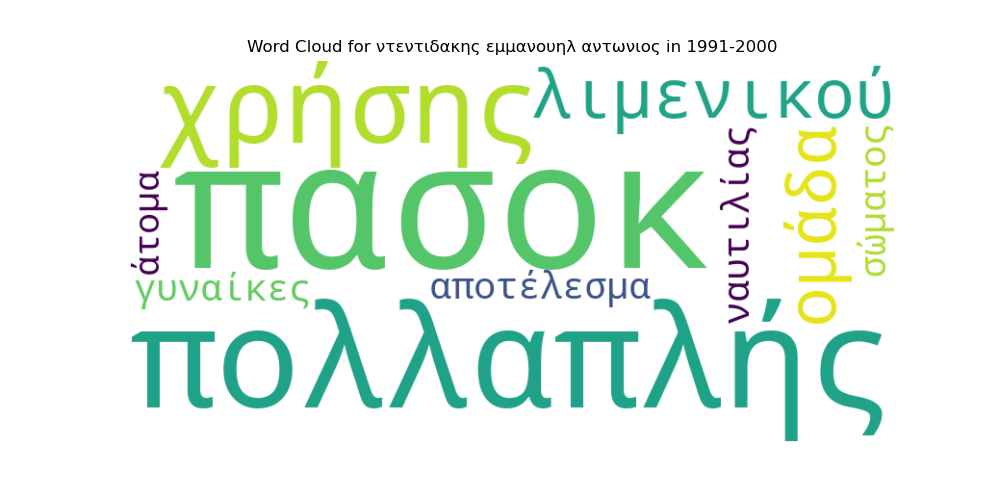 Word Cloud for ντεντιδακης εμμανουηλ αντωνιος in 1991-2000
χρήσης
λιμενικού
πασοκ
άτομα
ναυτιλίας
ομάδα
σώματος
γυναίκες
αποτέλεσμα
πολλαπλής